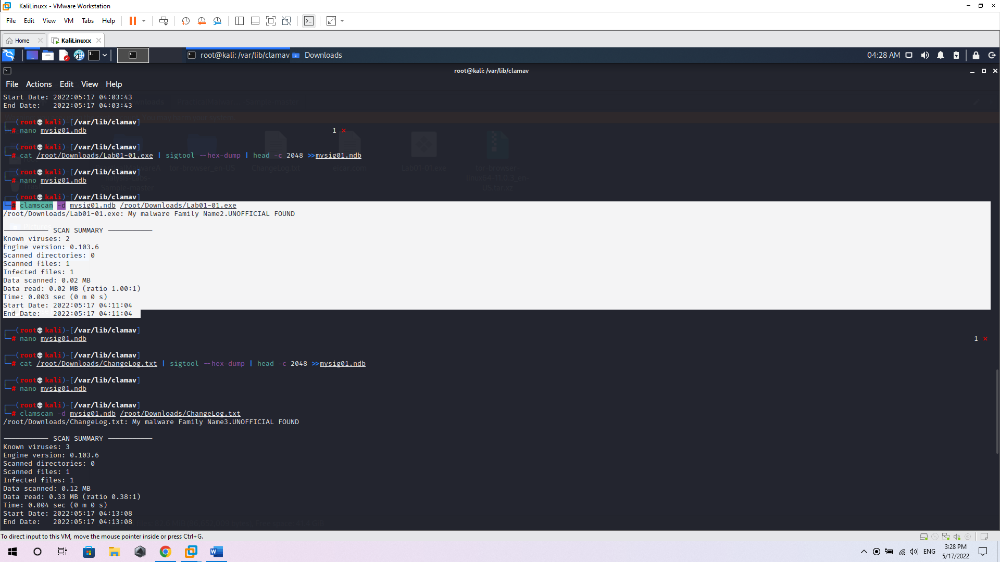 KaliLinuxx - VMware Workstation
File Edit View VM Tabs Help
Home KaliLinuxx
root@kali: /var/lib/clamav Downloads 04:28 AM
root@kali: /var/lib/clamav
File Actions Edit View Help
Start Date: 2022:05:17 04:03:43
End Date:   2022:05:17 04:03:43
┌──(root💀kali)-[/var/lib/clamav]
└─# nano mysig01.ndb 1 ⨯
┌──(root💀kali)-[/var/lib/clamav]
└─# cat /root/Downloads/Lab01-01.exe | sigtool --hex-dump | head -c 2048 >>mysig01.ndb
┌──(root💀kali)-[/var/lib/clamav]
└─# nano mysig01.ndb
┌──(root💀kali)-[/var/lib/clamav]
└─# clamscan -d mysig01.ndb /root/Downloads/Lab01-01.exe
/root/Downloads/Lab01-01.exe: My malware Family Name2.UNOFFICIAL FOUND
----------- SCAN SUMMARY -----------
Known viruses: 2
Engine version: 0.103.6
Scanned directories: 0
Scanned files: 1
Infected files: 1
Data scanned: 0.02 MB
Data read: 0.02 MB (ratio 1.00:1)
Time: 0.003 sec (0 m 0 s)
Start Date: 2022:05:17 04:11:04
End Date:   2022:05:17 04:11:04
┌──(root💀kali)-[/var/lib/clamav]
└─# nano mysig01.ndb 1 ⨯
┌──(root💀kali)-[/var/lib/clamav]
└─# cat /root/Downloads/ChangeLog.txt | sigtool --hex-dump | head -c 2048 >>mysig01.ndb
┌──(root💀kali)-[/var/lib/clamav]
└─# nano mysig01.ndb
┌──(root💀kali)-[/var/lib/clamav]
└─# clamscan -d mysig01.ndb /root/Downloads/ChangeLog.txt
/root/Downloads/ChangeLog.txt: My malware Family Name3.UNOFFICIAL FOUND
----------- SCAN SUMMARY -----------
Known viruses: 3
Engine version: 0.103.6
Scanned directories: 0
Scanned files: 1
Infected files: 1
Data scanned: 0.12 MB
Data read: 0.33 MB (ratio 0.38:1)
Time: 0.004 sec (0 m 0 s)
Start Date: 2022:05:17 04:13:08
End Date:   2022:05:17 04:13:08
To direct input to this VM, move the mouse pointer inside or press Ctrl+G.
ENG 3:28 PM
5/17/2022